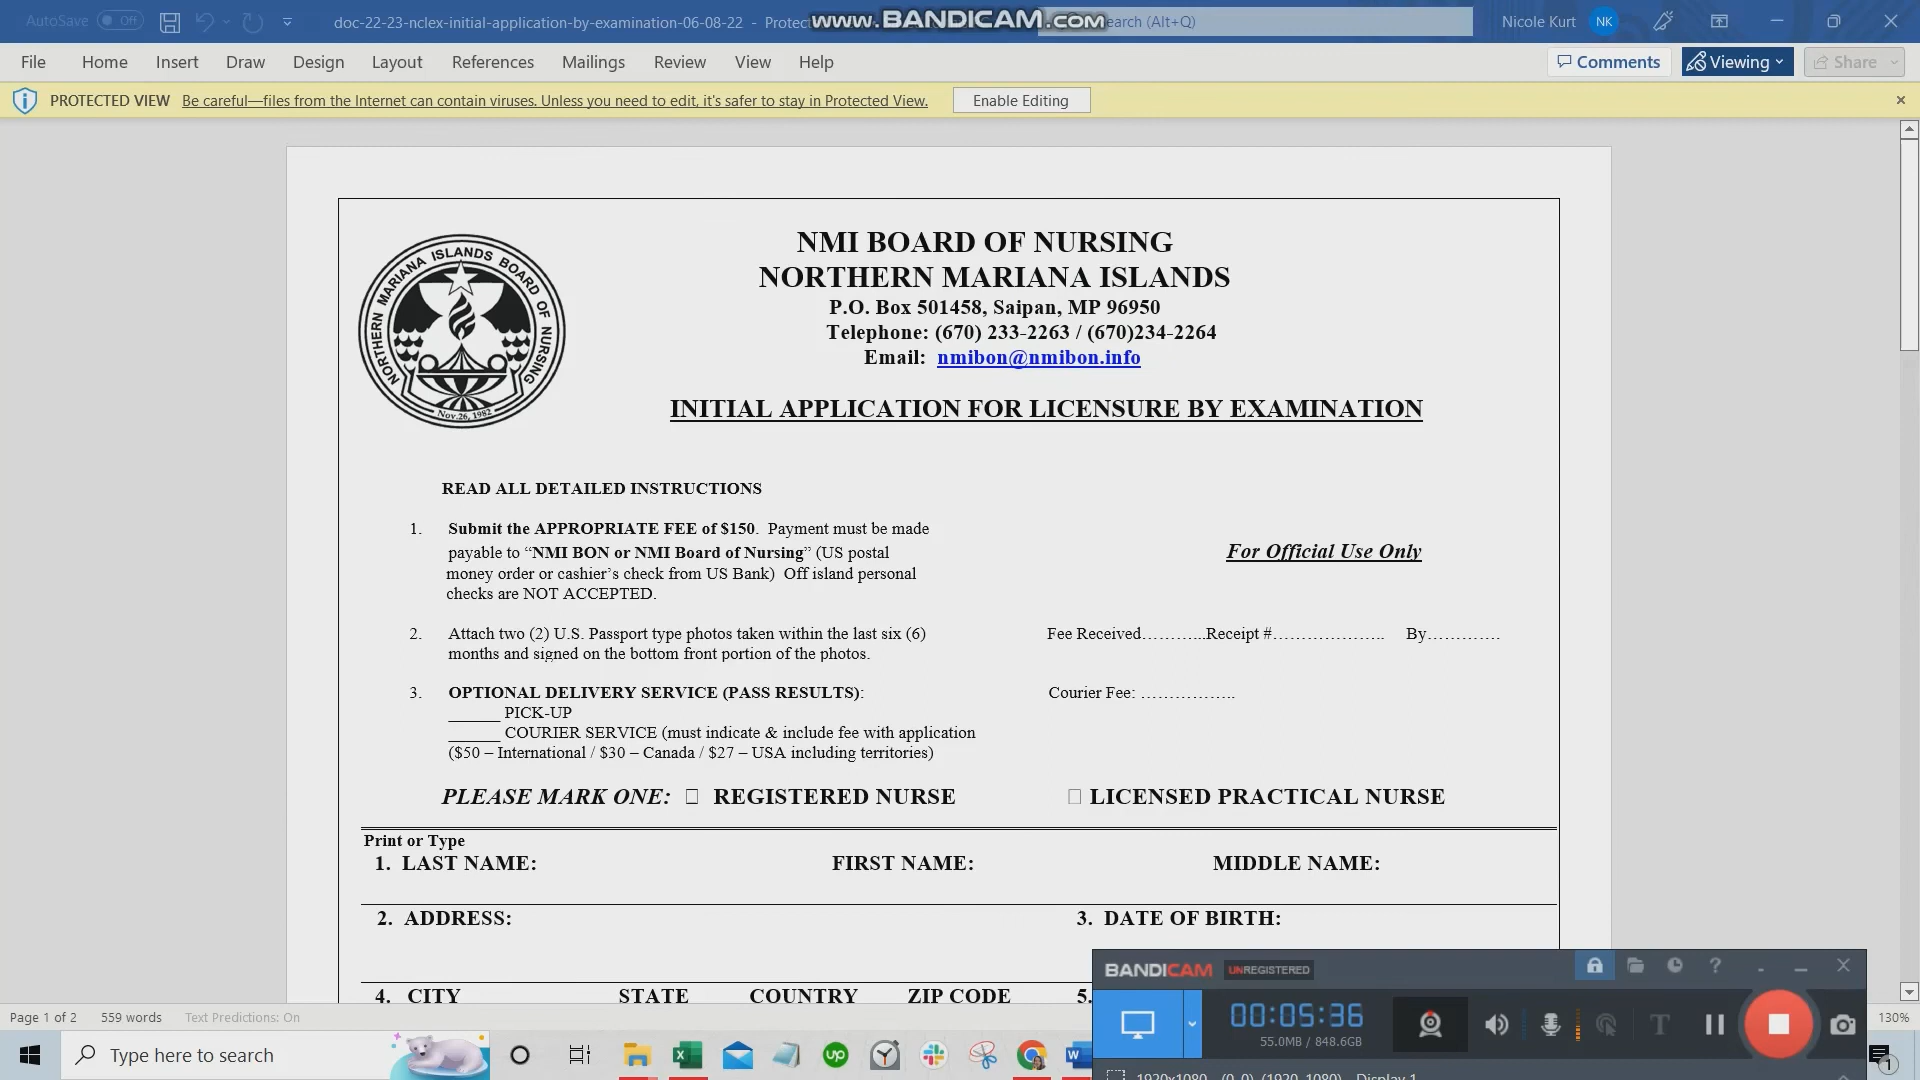 AutoSave Off doc-22-23-nclex-initial-application-by-examination-06-08-22 - Protec www.BANDICAM.com earch (Alt+Q) Nicole Kurt NK
File Home Insert Draw Design Layout References Mailings Review View Help Comments Viewing Share
PROTECTED VIEW Be careful—files from the Internet can contain viruses. Unless you need to edit, it's safer to stay in Protected View. Enable Editing
NORTHERN MARIANA ISLANDS BOARD OF NURSING
Nov.26, 1982
NMI BOARD OF NURSING
NORTHERN MARIANA ISLANDS
P.O. Box 501458, Saipan, MP 96950
Telephone: (670) 233-2263 / (670)234-2264
Email: nmibon@nmibon.info
INITIAL APPLICATION FOR LICENSURE BY EXAMINATION
READ ALL DETAILED INSTRUCTIONS
1. Submit the APPROPRIATE FEE of $150. Payment must be made
payable to “NMI BON or NMI Board of Nursing” (US postal
money order or cashier’s check from US Bank) Off island personal
checks are NOT ACCEPTED.
For Official Use Only
2. Attach two (2) U.S. Passport type photos taken within the last six (6)
months and signed on the bottom front portion of the photos.
Fee Received………...Receipt #……………….. By………….
3. OPTIONAL DELIVERY SERVICE (PASS RESULTS):
______ PICK-UP
______ COURIER SERVICE (must indicate & include fee with application
($50 – International / $30 – Canada / $27 – USA including territories)
Courier Fee: ……………..
PLEASE MARK ONE: ☐ REGISTERED NURSE ☐ LICENSED PRACTICAL NURSE
Print or Type
1. LAST NAME: FIRST NAME: MIDDLE NAME:
2. ADDRESS: 3. DATE OF BIRTH:
4. CITY STATE COUNTRY ZIP CODE 5.
BANDICAM UNREGISTERED
00:05:36
55.0MB / 848.6GB
1920x1080 - (0, 0), (1920, 1080) - Display 1
Page 1 of 2 559 words Text Predictions: On 130%
Type here to search
up
1